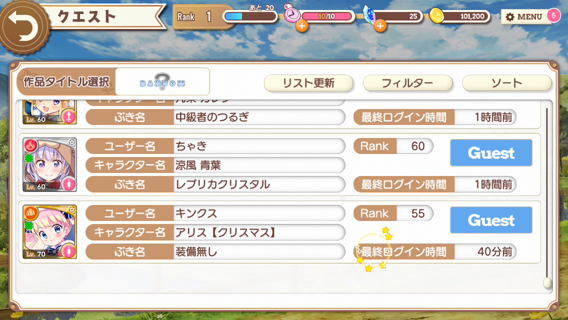 クエスト
Rank 1
あと 20
10/10
25
101,200
MENU 5
作品タイトル選択
?
RANDOM
リスト更新
フィルター
ソート
Lv. 60
ぶき名
中級者のつるぎ
最終ログイン時間
1時間前
ユーザー名
ちゃき
Rank 60
Guest
キャラクター名
涼風 青葉
Lv. 60
ぶき名
レプリカクリスタル
最終ログイン時間
1時間前
ユーザー名
キンクス
Rank 55
Guest
キャラクター名
アリス【クリスマス】
Lv. 70
ぶき名
装備無し
最終ログイン時間
40分前